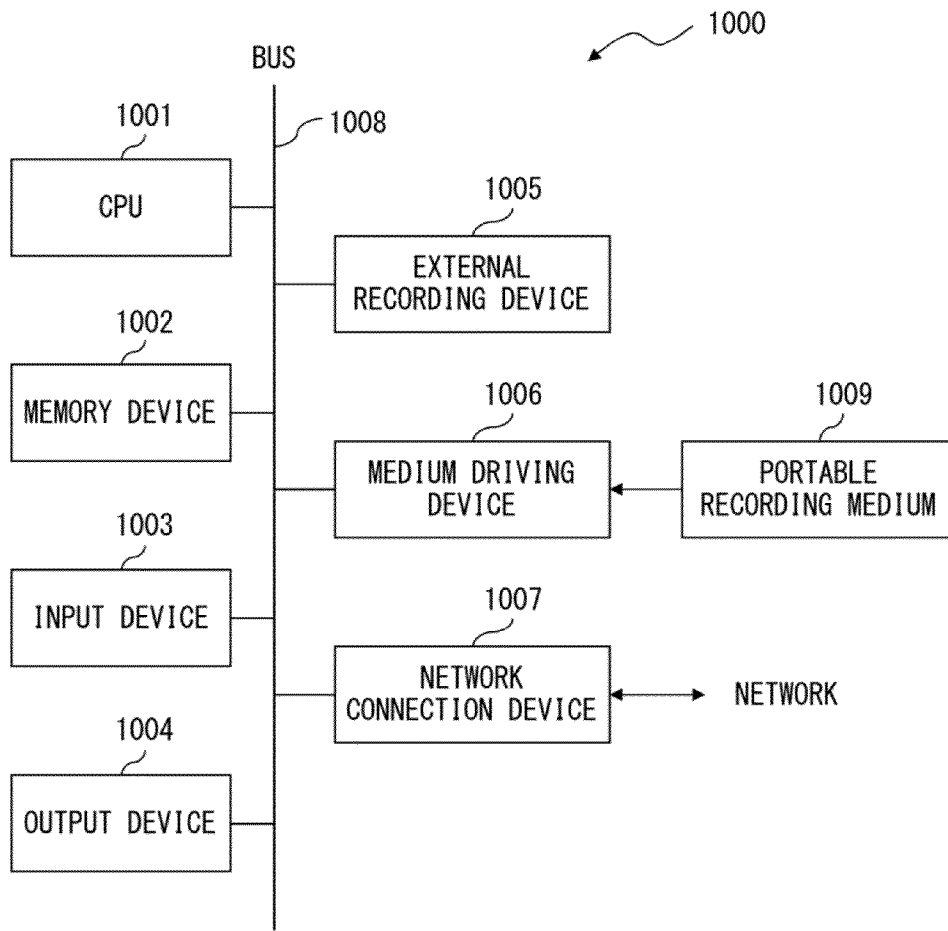 1000
BUS
1001
1008
CPU
1005
EXTERNAL
RECORDING DEVICE
1002
MEMORY DEVICE
1006
1009
MEDIUM DRIVING
DEVICE
PORTABLE
RECORDING MEDIUM
1003
INPUT DEVICE
1007
NETWORK
CONNECTION DEVICE
NETWORK
1004
OUTPUT DEVICE